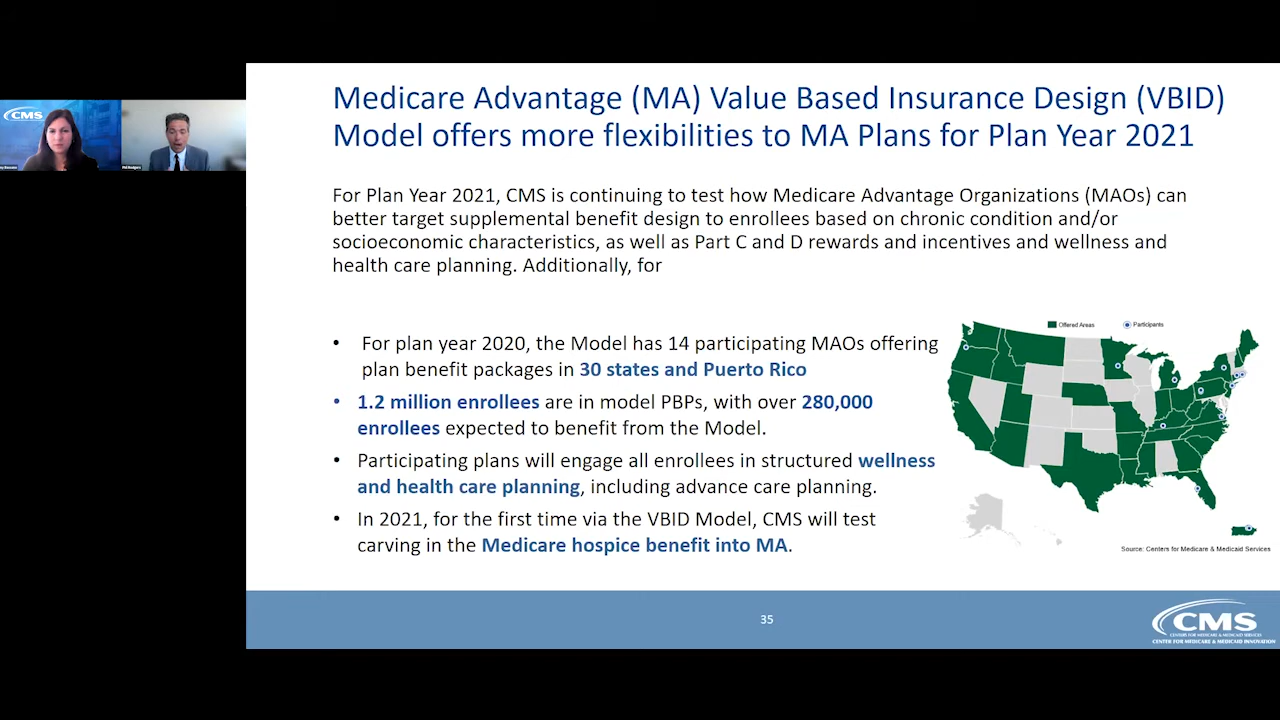 CMS
Phil Rodgers
Medicare Advantage (MA) Value Based Insurance Design (VBID)
Model offers more flexibilities to MA Plans for Plan Year 2021
For Plan Year 2021, CMS is continuing to test how Medicare Advantage Organizations (MAOs) can
better target supplemental benefit design to enrollees based on chronic condition and/or
socioeconomic characteristics, as well as Part C and D rewards and incentives and wellness and
health care planning. Additionally, for
• For plan year 2020, the Model has 14 participating MAOs offering
plan benefit packages in 30 states and Puerto Rico
• 1.2 million enrollees are in model PBPs, with over 280,000
enrollees expected to benefit from the Model.
• Participating plans will engage all enrollees in structured wellness
and health care planning, including advance care planning.
• In 2021, for the first time via the VBID Model, CMS will test
carving in the Medicare hospice benefit into MA.
Offered Areas
Participants
Source: Centers for Medicare & Medicaid Services
35
CMS
CENTERS FOR MEDICARE & MEDICAID SERVICES
CENTER FOR MEDICARE & MEDICAID INNOVATION